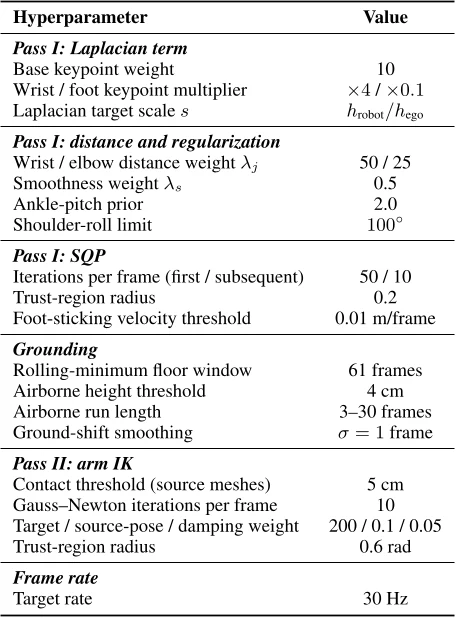 Hyperparameter Value
Pass I: Laplacian term
Base keypoint weight 10
Wrist / foot keypoint multiplier ×4 / ×0.1
Laplacian target scale s h_robot/h_ego
Pass I: distance and regularization
Wrist / elbow distance weight λ_j 50 / 25
Smoothness weight λ_s 0.5
Ankle-pitch prior 2.0
Shoulder-roll limit 100°
Pass I: SQP
Iterations per frame (first / subsequent) 50 / 10
Trust-region radius 0.2
Foot-sticking velocity threshold 0.01 m/frame
Grounding
Rolling-minimum floor window 61 frames
Airborne height threshold 4 cm
Airborne run length 3–30 frames
Ground-shift smoothing σ = 1 frame
Pass II: arm IK
Contact threshold (source meshes) 5 cm
Gauss–Newton iterations per frame 10
Target / source-pose / damping weight 200 / 0.1 / 0.05
Trust-region radius 0.6 rad
Frame rate
Target rate 30 Hz